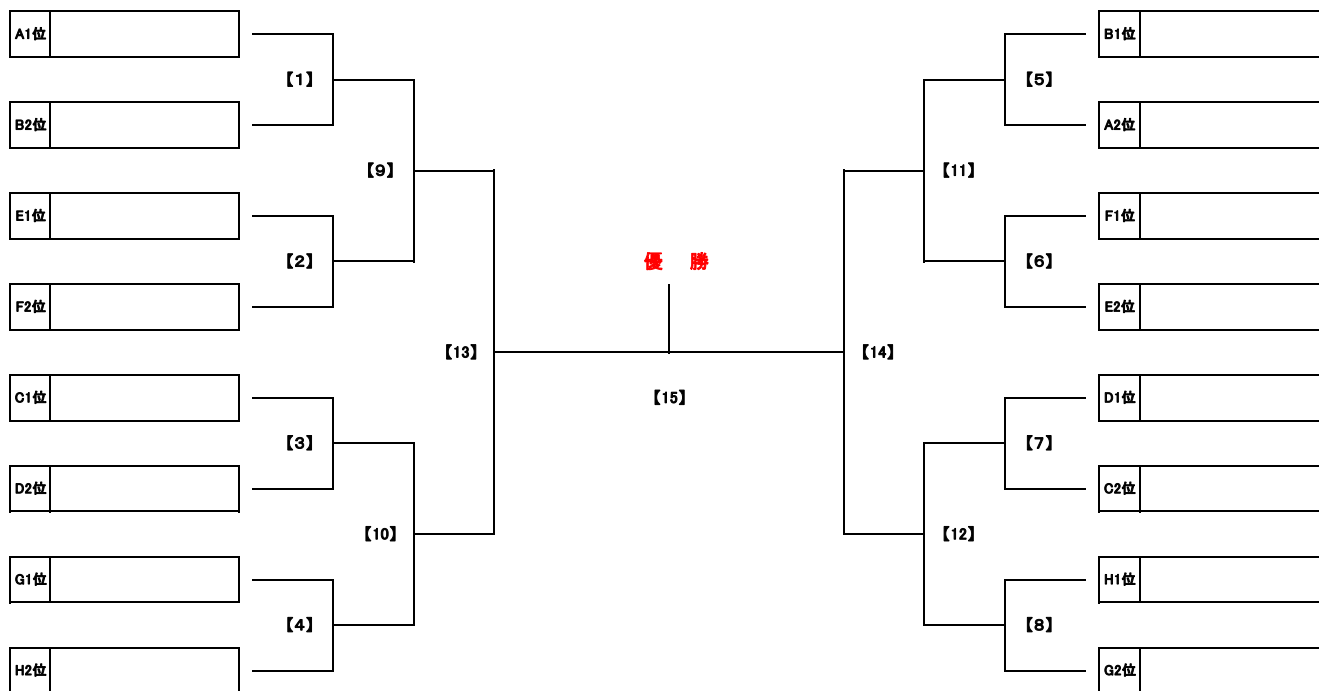 A1位
B1位
【1】
【5】
B2位
A2位
【9】
【11】
E1位
F1位
【2】
優 勝
【6】
F2位
E2位
【13】
【14】
C1位
【15】
D1位
【3】
【7】
D2位
C2位
【10】
【12】
G1位
H1位
【4】
【8】
H2位
G2位